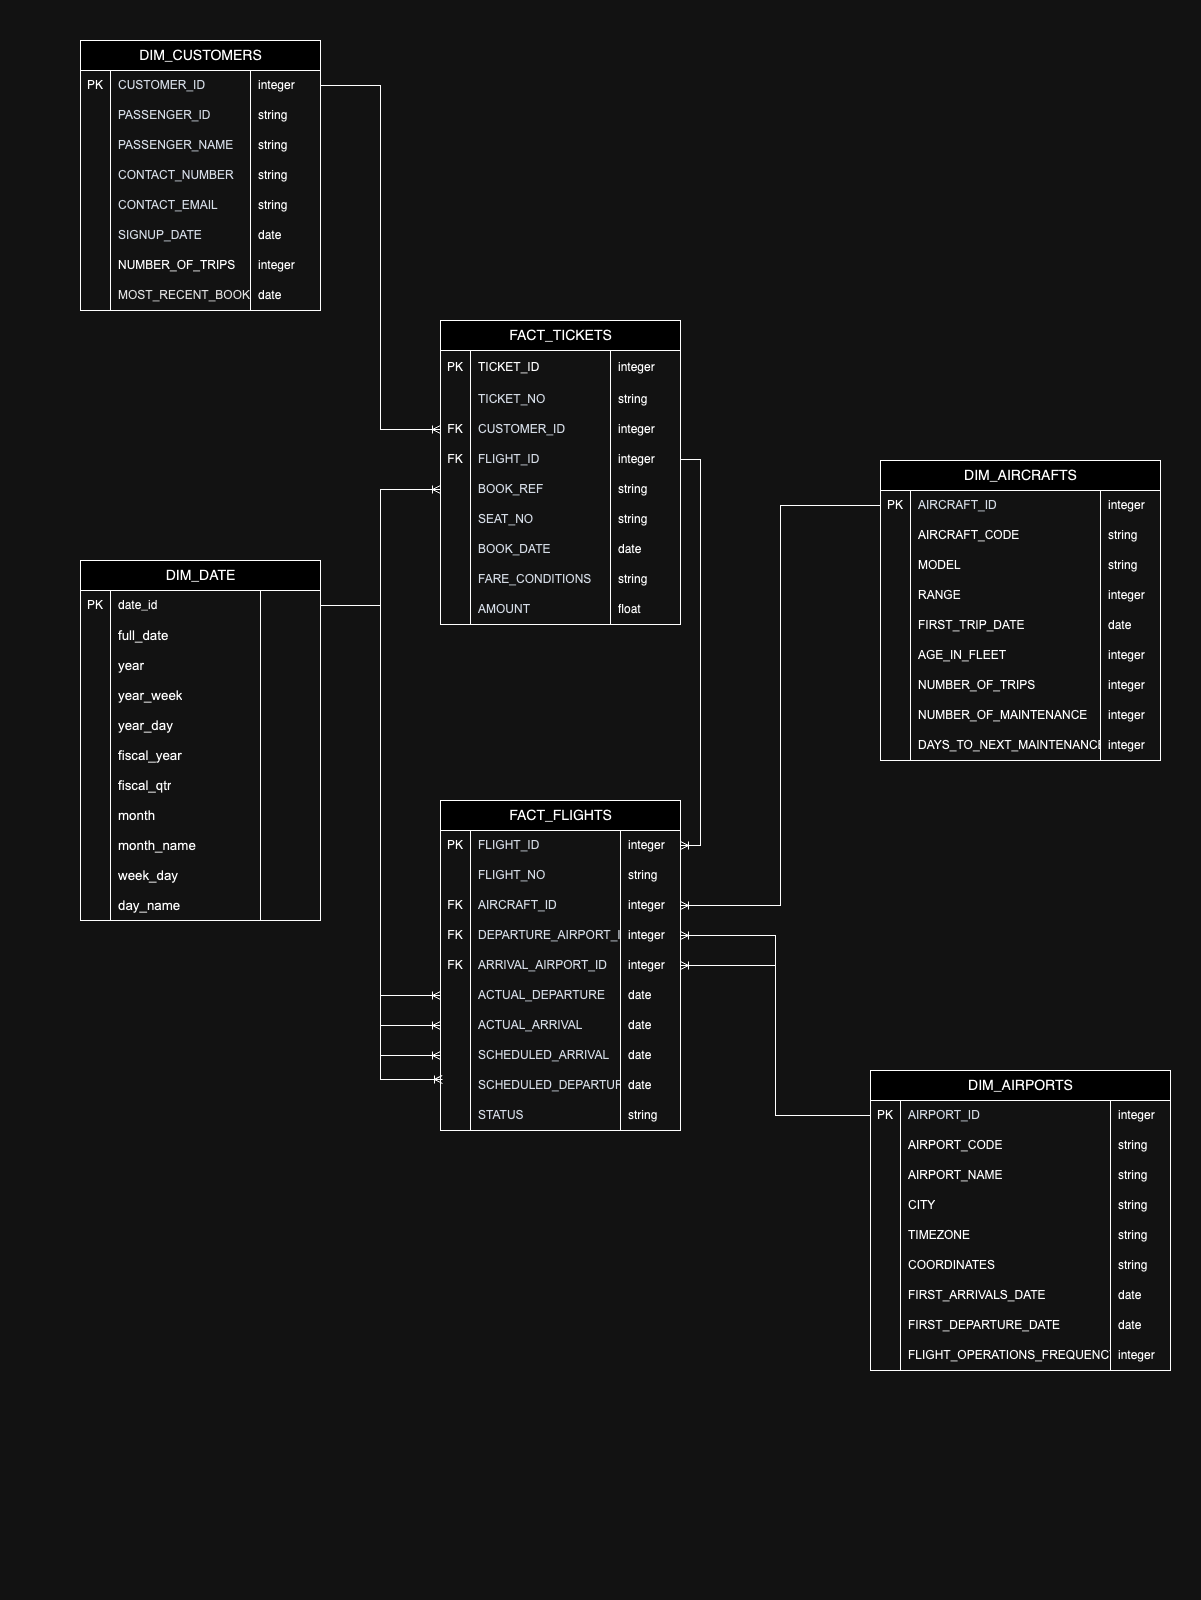 DIM_CUSTOMERS
PK CUSTOMER_ID integer
PASSENGER_ID string
PASSENGER_NAME string
CONTACT_NUMBER string
CONTACT_EMAIL string
SIGNUP_DATE date
NUMBER_OF_TRIPS integer
MOST_RECENT_BOOK date
FACT_TICKETS
PK TICKET_ID integer
TICKET_NO string
FK CUSTOMER_ID integer
FK FLIGHT_ID integer
BOOK_REF string
SEAT_NO string
BOOK_DATE date
FARE_CONDITIONS string
AMOUNT float
DIM_AIRCRAFTS
PK AIRCRAFT_ID integer
AIRCRAFT_CODE string
MODEL string
RANGE integer
FIRST_TRIP_DATE date
AGE_IN_FLEET integer
NUMBER_OF_TRIPS integer
NUMBER_OF_MAINTENANCE integer
DAYS_TO_NEXT_MAINTENANCE integer
DIM_DATE
PK date_id
full_date
year
year_week
year_day
fiscal_year
fiscal_qtr
month
month_name
week_day
day_name
FACT_FLIGHTS
PK FLIGHT_ID integer
FLIGHT_NO string
FK AIRCRAFT_ID integer
FK DEPARTURE_AIRPORT_I integer
FK ARRIVAL_AIRPORT_ID integer
ACTUAL_DEPARTURE date
ACTUAL_ARRIVAL date
SCHEDULED_ARRIVAL date
SCHEDULED_DEPARTUR date
STATUS string
DIM_AIRPORTS
PK AIRPORT_ID integer
AIRPORT_CODE string
AIRPORT_NAME string
CITY string
TIMEZONE string
COORDINATES string
FIRST_ARRIVALS_DATE date
FIRST_DEPARTURE_DATE date
FLIGHT_OPERATIONS_FREQUENC integer